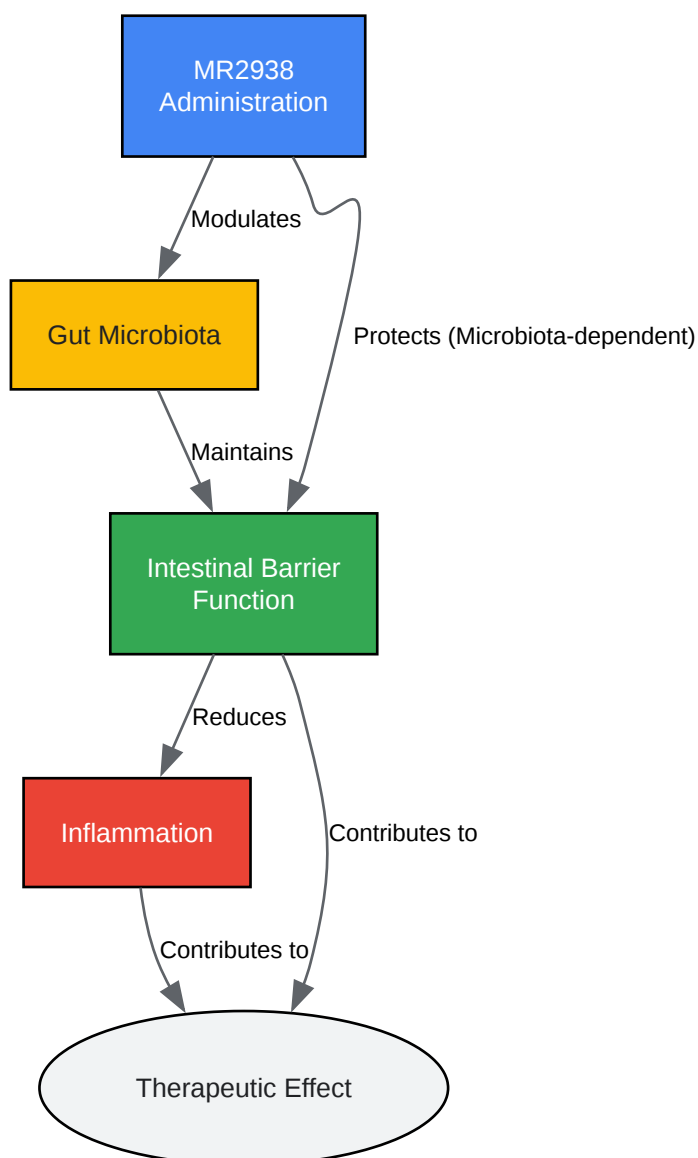 MR2938
Administration
Modulates
Gut Microbiota
Protects (Microbiota-dependent)
Maintains
Intestinal Barrier
Function
Reduces
Inflammation
Contributes to
Contributes to
Therapeutic Effect